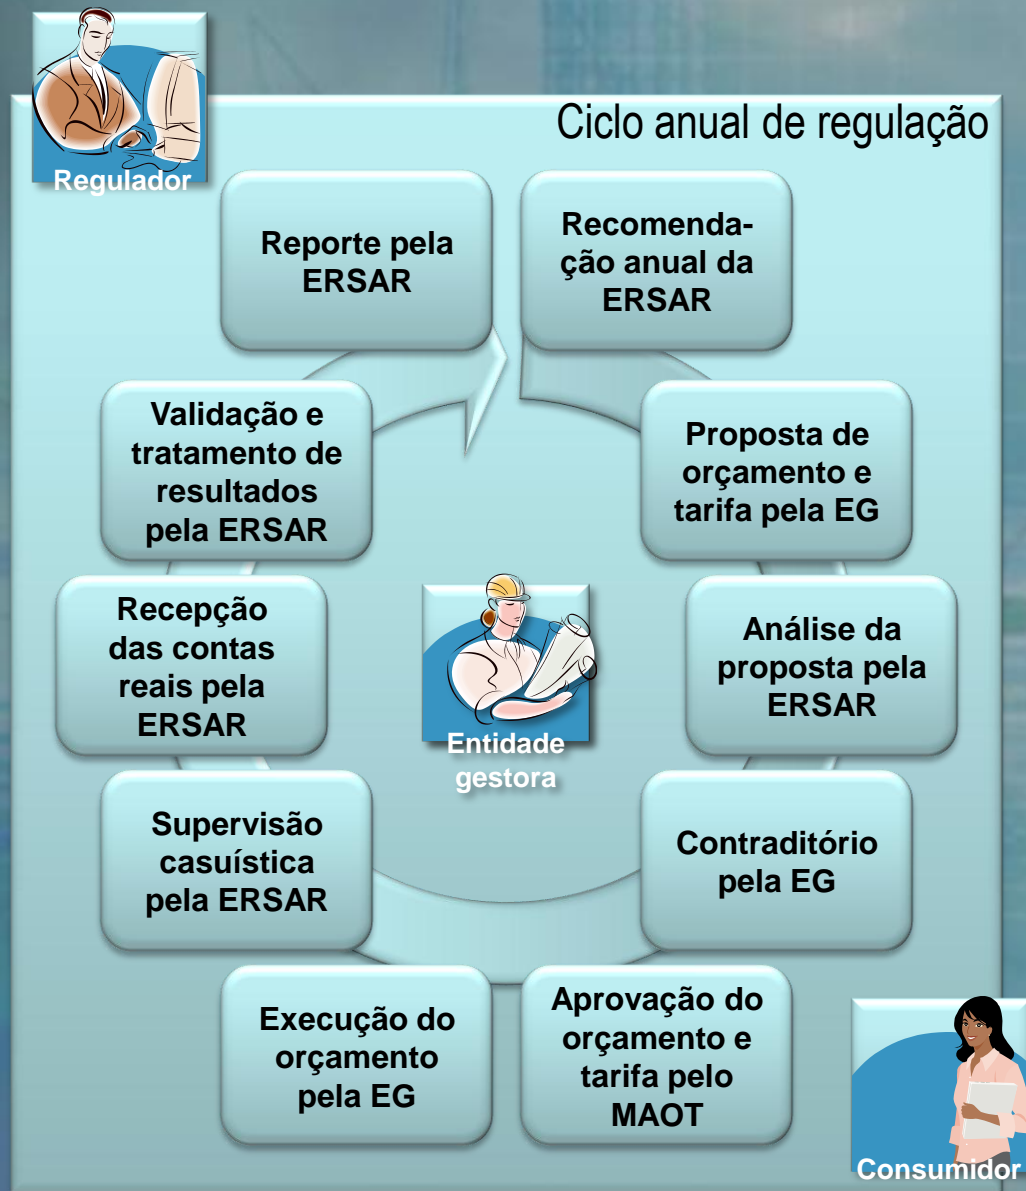 Ciclo anual de regulação
Regulador
Recomenda-
ção anual da
ERSAR
Proposta de
orçamento e
tarifa pela EG
Análise da
proposta pela
ERSAR
Contraditório
pela EG
Aprovação do
orçamento e
tarifa pelo
MAOT
Execução do
orçamento
pela EG
Supervisão
casuística
pela ERSAR
Recepção
das contas
reais pela
ERSAR
Validação e
tratamento de
resultados
pela ERSAR
Reporte pela
ERSAR
Entidade
gestora
Consumidor